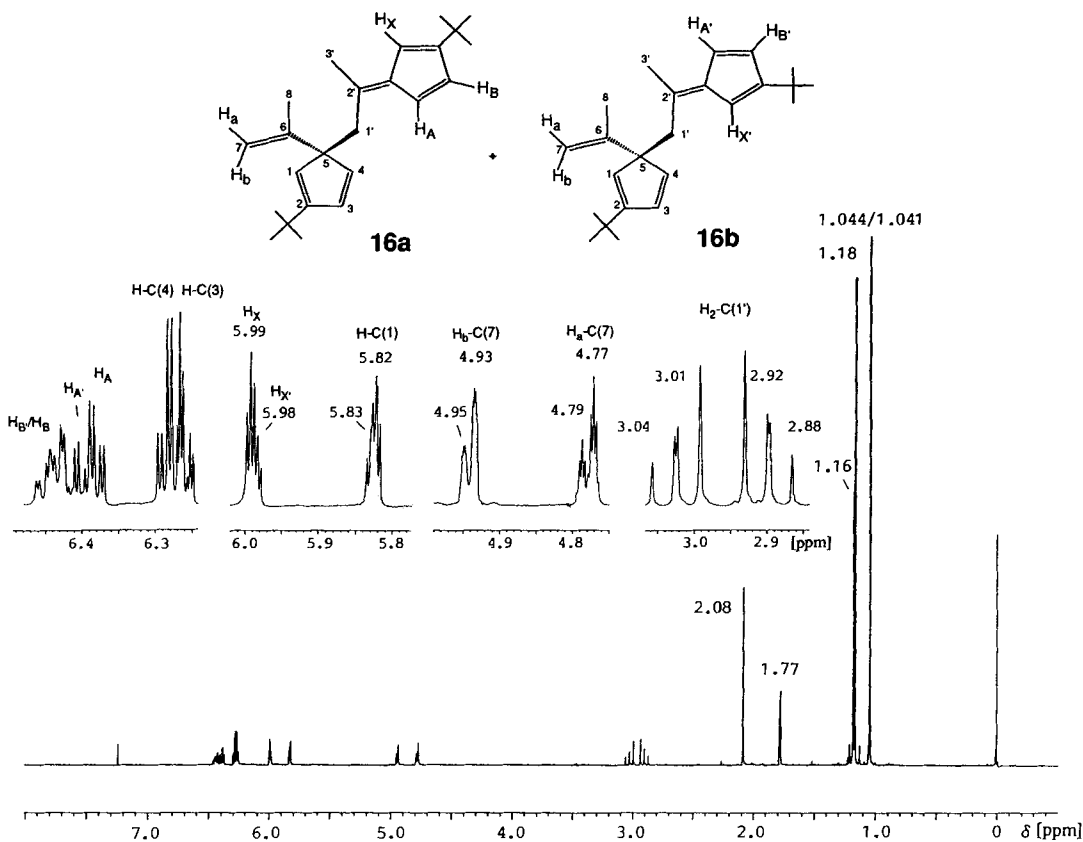 H_X
H_A'
H_B'
3'
3'
2'
H_B
2'
8
8
H_A
H_X'
H_a
H_a
6
1'
6
1'
7
5
+
7
5
1
4
1
4
H_b
H_b
2
3
2
3
16a
16b
1.044/1.041
1.18
H-C(4) H-C(3)
H_X
5.99
H-C(1)
5.82
H_b-C(7)
4.93
H_a-C(7)
4.77
H_2-C(1')
H_A
H_A'
H_B'/H_B
H_X'
5.98
5.83
4.95
4.79
3.04
3.01
2.92
2.88
1.16
6.4
6.3
6.0
5.9
5.8
4.9
4.8
3.0
2.9
[ppm]
2.08
1.77
7.0
6.0
5.0
4.0
3.0
2.0
1.0
0
δ [ppm]